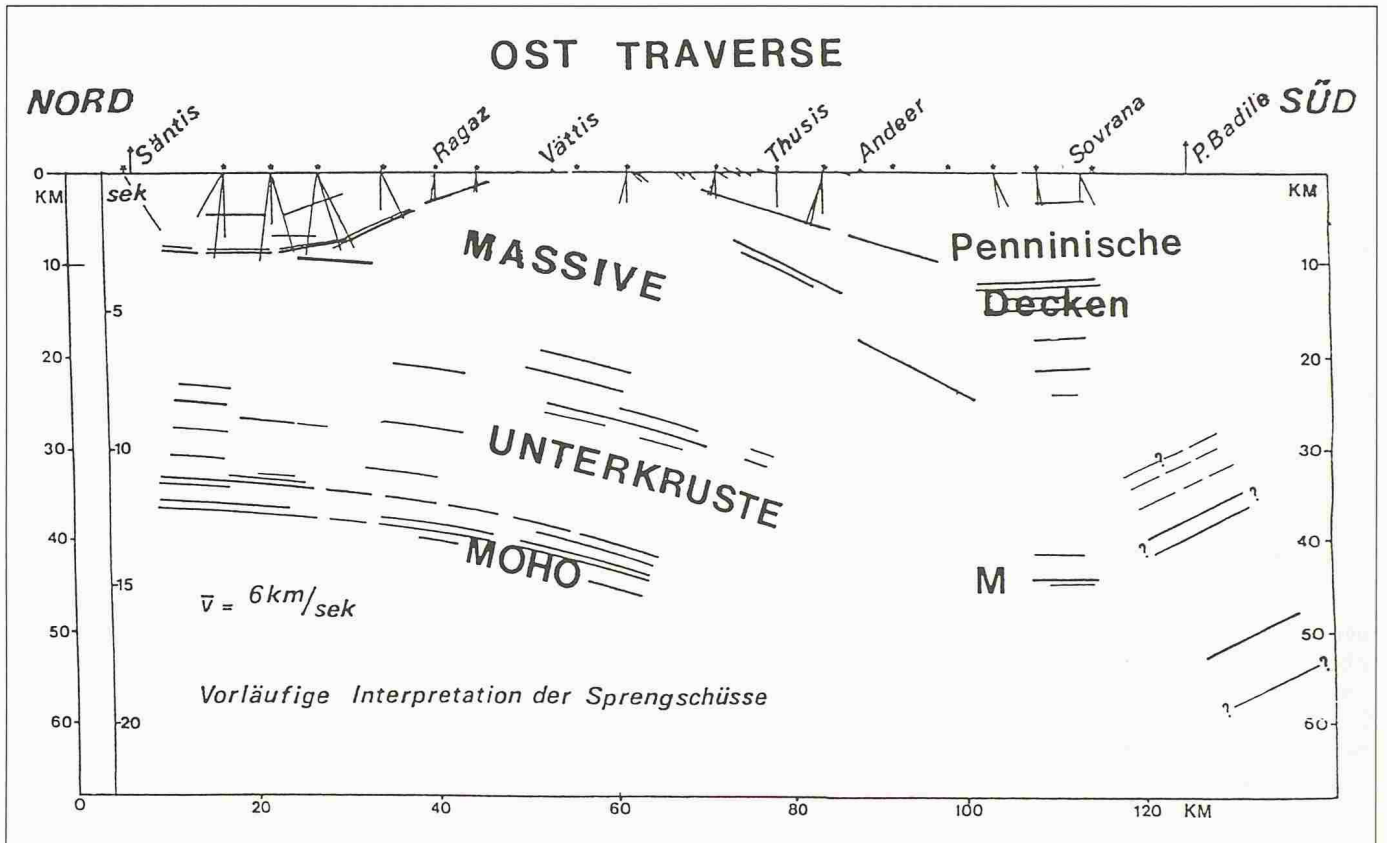 OST TRAVERSE
NORD
SÜD
Säntis
Ragaz
Vättis
Thusis
Andeer
Sovrana
P. Badile
0
KM
sek
KM
10
5
20
30
10
40
15
50
60
20
10
20
30
40
50
60
MASSIVE
Penninische
Decken
UNTERKRUSTE
MOHO
M
?
?
?
?
?
v̄ = 6 km/sek
Vorläufige Interpretation der Sprengschüsse
0
20
40
60
80
100
120
KM